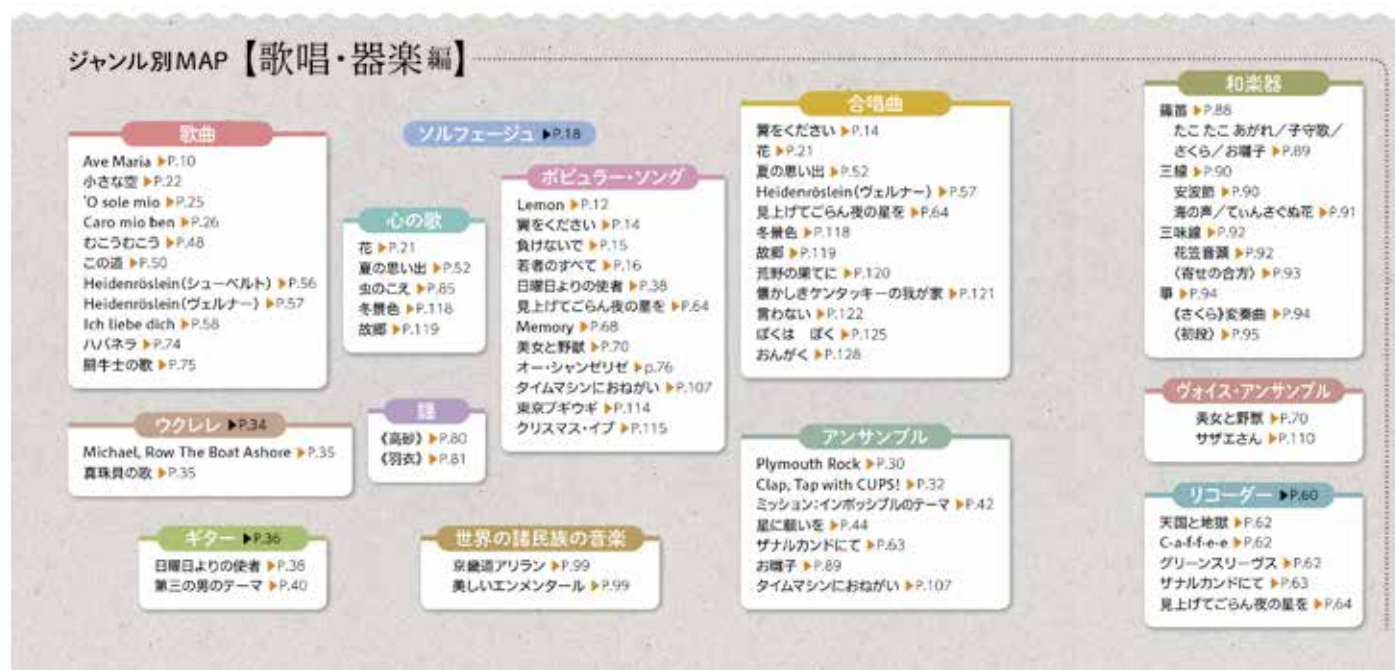 ジャンル別MAP【歌唱・器楽編】
歌曲
Ave Maria ▶P.10
小さな空 ▶P.22
'O sole mio ▶P.25
Caro mio ben ▶P.26
むこうむこう ▶P.48
この道 ▶P.50
Heidenröslein(シューベルト) ▶P.56
Heidenröslein(ヴェルナー) ▶P.57
Ich liebe dich ▶P.58
ハバネラ ▶P.74
闘牛士の歌 ▶P.75
ウクレレ ▶P.34
Michael, Row The Boat Ashore ▶P.35
真珠貝の歌 ▶P.35
ギター ▶P.36
日曜日よりの使者 ▶P.38
第三の男のテーマ ▶P.40
ソルフェージュ ▶P.18
心の歌
花 ▶P.21
夏の思い出 ▶P.52
虫のこえ ▶P.85
冬景色 ▶P.118
故郷 ▶P.119
謡
《高砂》 ▶P.80
《羽衣》 ▶P.81
ポピュラー・ソング
Lemon ▶P.12
翼をください ▶P.14
負けないで ▶P.15
若者のすべて ▶P.16
日曜日よりの使者 ▶P.38
見上げてごらん夜の星を ▶P.64
Memory ▶P.68
美女と野獣 ▶P.70
オー・シャンゼリゼ ▶p.76
タイムマシンにおねがい ▶P.107
東京ブギウギ ▶P.114
クリスマス・イブ ▶P.115
世界の諸民族の音楽
京畿道アリラン ▶P.99
美しいエンメンタール ▶P.99
合唱曲
翼をください ▶P.14
花 ▶P.21
夏の思い出 ▶P.52
Heidenröslein(ヴェルナー) ▶P.57
見上げてごらん夜の星を ▶P.64
冬景色 ▶P.118
故郷 ▶P.119
荒野の果てに ▶P.120
懐かしきケンタッキーの我が家 ▶P.121
言わない ▶P.122
ぼくは ぼく ▶P.125
おんがく ▶P.128
アンサンブル
Plymouth Rock ▶P.30
Clap, Tap with CUPS! ▶P.32
ミッション:インポッシブルのテーマ ▶P.42
星に願いを ▶P.44
ザナルカンドにて ▶P.63
お囃子 ▶P.89
タイムマシンにおねがい ▶P.107
和楽器
篠笛 ▶P.88
たこ たこ あがれ／子守歌／
さくら／お囃子 ▶P.89
三線 ▶P.90
安波節 ▶P.90
海の声／てぃんさぐぬ花 ▶P.91
三味線 ▶P.92
花笠音頭 ▶P.92
〈寄せの合方〉 ▶P.93
箏 ▶P.94
《さくら》変奏曲 ▶P.94
〈初段〉 ▶P.95
ヴォイス・アンサンブル
美女と野獣 ▶P.70
サザエさん ▶P.110
リコーダー ▶P.60
天国と地獄 ▶P.62
C-a-f-f-e-e ▶P.62
グリーンスリーヴス ▶P.62
ザナルカンドにて ▶P.63
見上げてごらん夜の星を ▶P.64